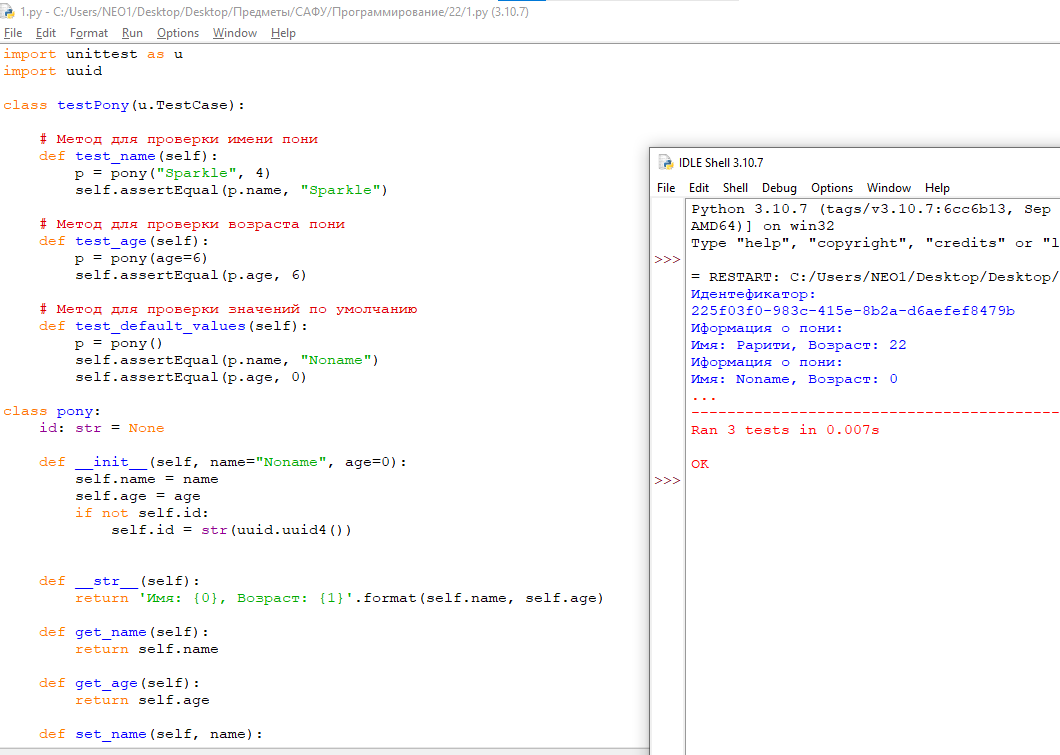 1.py - C:/Users/NEO1/Desktop/Desktop/Предметы/САФУ/Программирование/22/1.py (3.10.7)
File Edit Format Run Options Window Help
import unittest as u
import uuid
class testPony(u.TestCase):
# Метод для проверки имени пони
def test_name(self):
p = pony("Sparkle", 4)
self.assertEqual(p.name, "Sparkle")
# Метод для проверки возраста пони
def test_age(self):
p = pony(age=6)
self.assertEqual(p.age, 6)
# Метод для проверки значений по умолчанию
def test_default_values(self):
p = pony()
self.assertEqual(p.name, "Noname")
self.assertEqual(p.age, 0)
class pony:
id: str = None
def __init__(self, name="Noname", age=0):
self.name = name
self.age = age
if not self.id:
self.id = str(uuid.uuid4())
def __str__(self):
return 'Имя: {0}, Возраст: {1}'.format(self.name, self.age)
def get_name(self):
return self.name
def get_age(self):
return self.age
def set_name(self, name):
IDLE Shell 3.10.7
File Edit Shell Debug Options Window Help
Python 3.10.7 (tags/v3.10.7:6cc6b13, Sep
AMD64)] on win32
Type "help", "copyright", "credits" or "l
>>>
= RESTART: C:/Users/NEO1/Desktop/Desktop/
Идентефикатор:
225f03f0-983c-415e-8b2a-d6aefef8479b
Иформация о пони:
Имя: Рарити, Возраст: 22
Иформация о пони:
Имя: Noname, Возраст: 0
...
-----------------------------------------
Ran 3 tests in 0.007s
OK
>>>